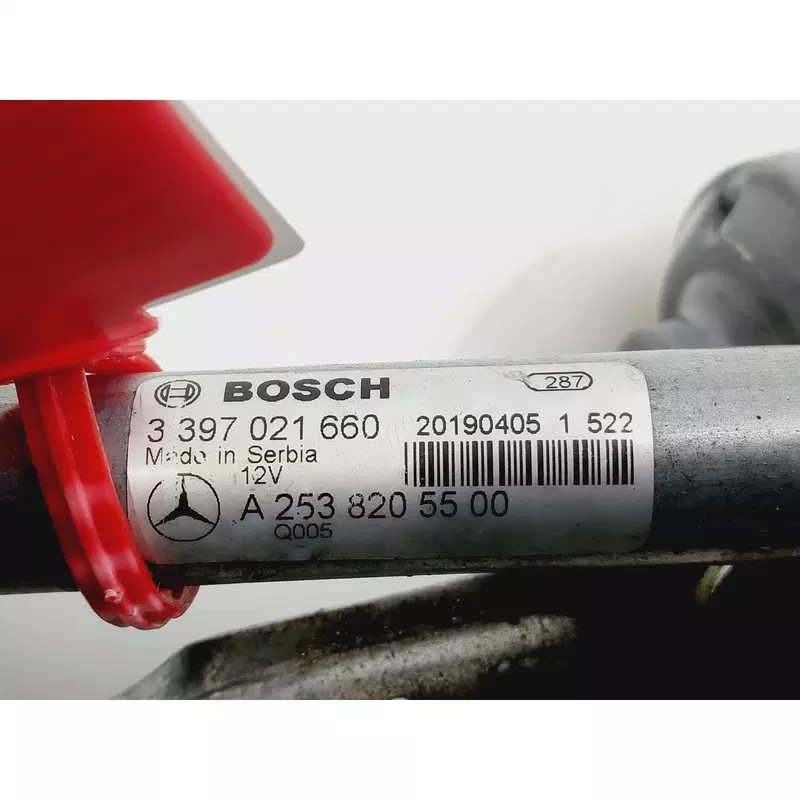 BOSCH
287
3 397 021 660
20190405 1 522
Made in Serbia
12V
A 253 820 55 00
Q005